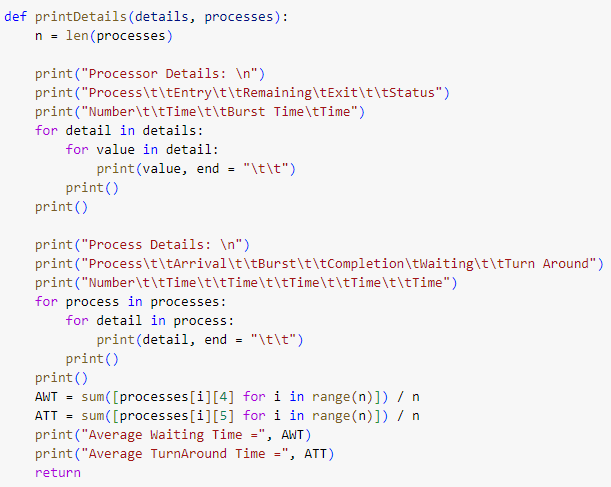 def printDetails(details, processes):
    n = len(processes)

    print("Processor Details: \n")
    print("Process\t\tEntry\t\tRemaining\tExit\t\tStatus")
    print("Number\t\tTime\t\tBurst Time\tTime")
    for detail in details:
        for value in detail:
            print(value, end = "\t\t")
        print()
    print()

    print("Process Details: \n")
    print("Process\t\tArrival\t\tBurst\t\tCompletion\tWaiting\t\tTurn Around")
    print("Number\t\tTime\t\tTime\t\tTime\t\tTime\t\tTime")
    for process in processes:
        for detail in process:
            print(detail, end = "\t\t")
        print()
    print()
    AWT = sum([processes[i][4] for i in range(n)]) / n
    ATT = sum([processes[i][5] for i in range(n)]) / n
    print("Average Waiting Time =", AWT)
    print("Average TurnAround Time =", ATT)
    return